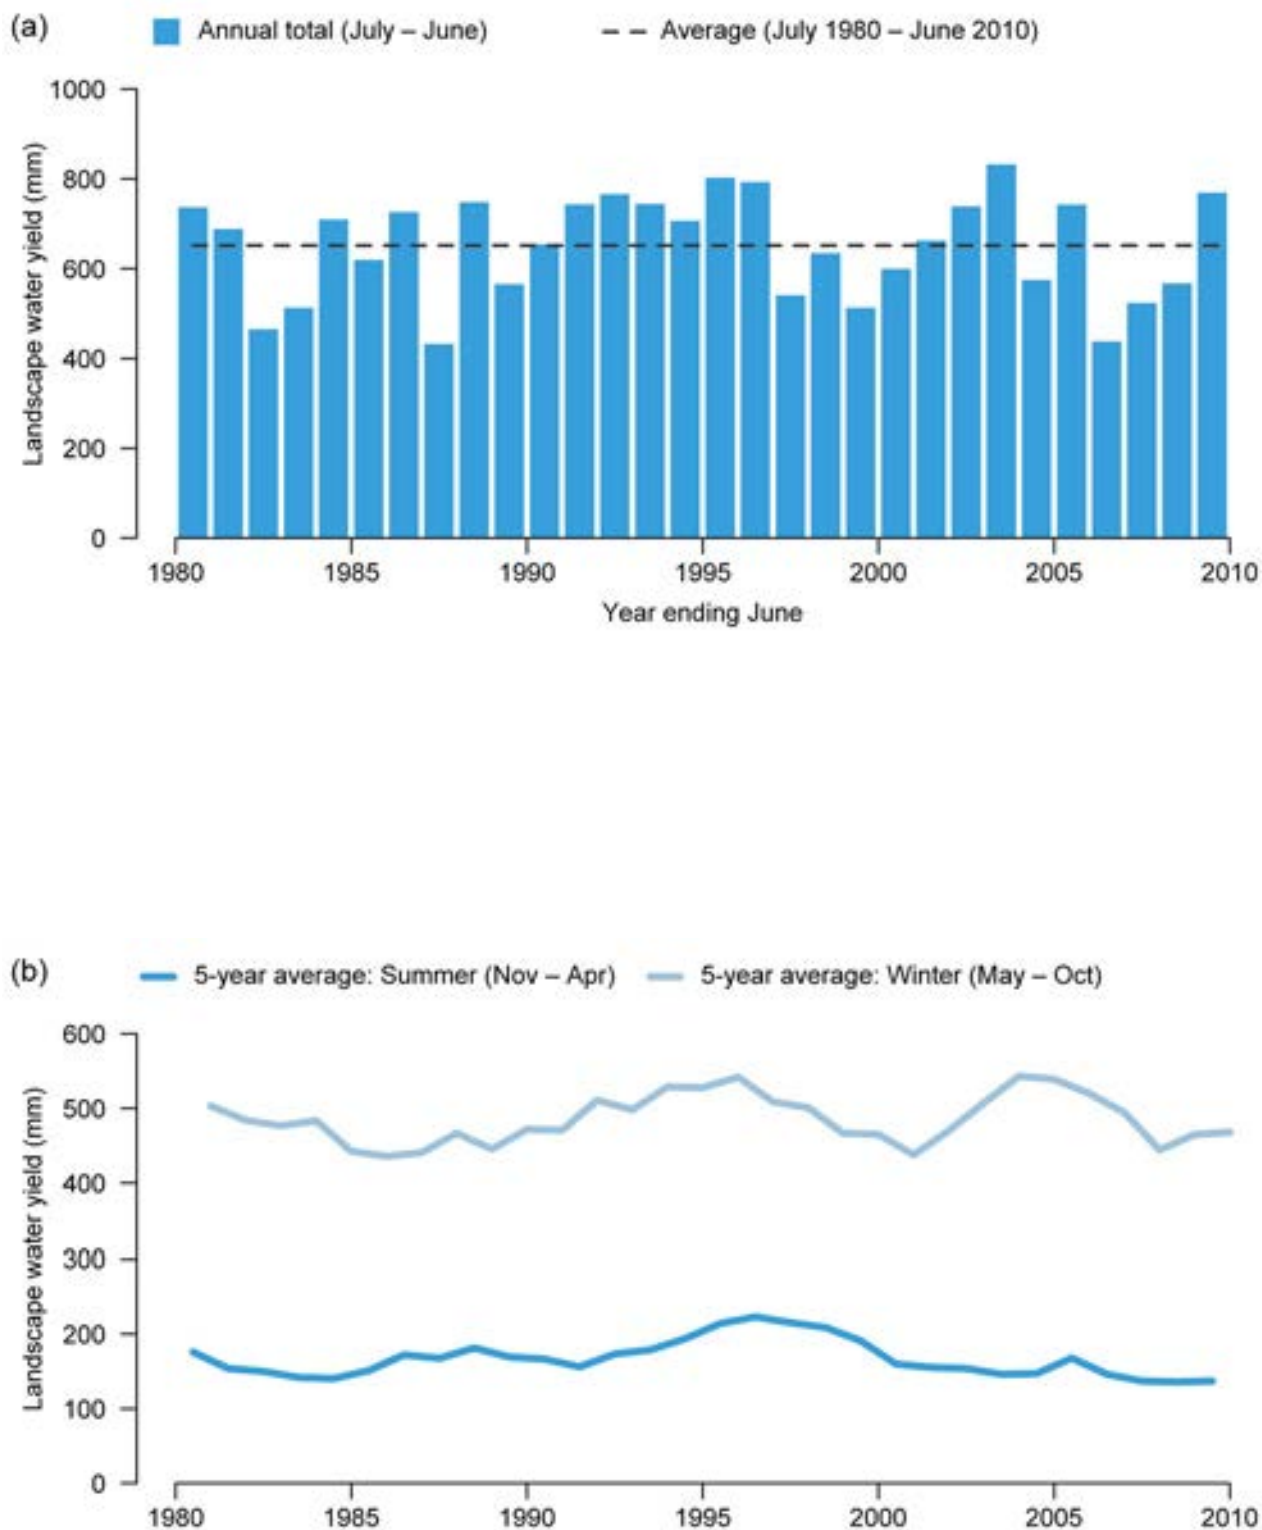 (a)
Annual total (July – June)
Average (July 1980 – June 2010)
Landscape water yield (mm)
1000
800
600
400
200
0
1980 1985 1990 1995 2000 2005 2010
Year ending June
(b)
5-year average: Summer (Nov – Apr)
5-year average: Winter (May – Oct)
Landscape water yield (mm)
600
500
400
300
200
100
0
1980 1985 1990 1995 2000 2005 2010